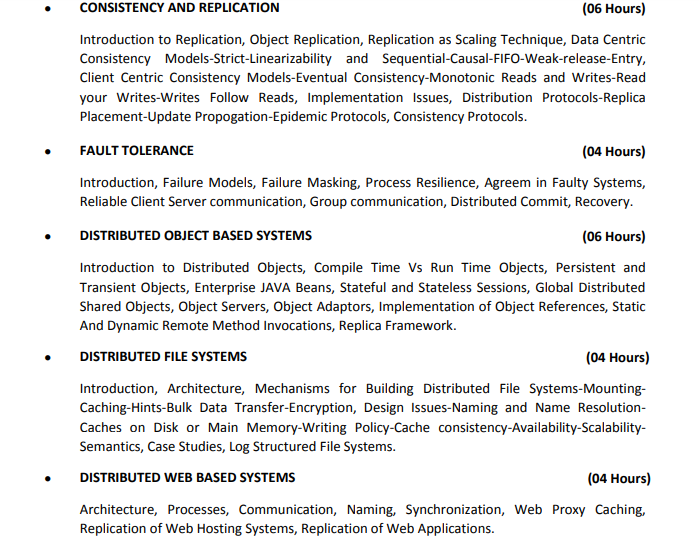 • CONSISTENCY AND REPLICATION (06 Hours)
Introduction to Replication, Object Replication, Replication as Scaling Technique, Data Centric
Consistency Models-Strict-Linearizability and Sequential-Causal-FIFO-Weak-release-Entry,
Client Centric Consistency Models-Eventual Consistency-Monotonic Reads and Writes-Read
your Writes-Writes Follow Reads, Implementation Issues, Distribution Protocols-Replica
Placement-Update Propogation-Epidemic Protocols, Consistency Protocols.
• FAULT TOLERANCE (04 Hours)
Introduction, Failure Models, Failure Masking, Process Resilience, Agreem in Faulty Systems,
Reliable Client Server communication, Group communication, Distributed Commit, Recovery.
• DISTRIBUTED OBJECT BASED SYSTEMS (06 Hours)
Introduction to Distributed Objects, Compile Time Vs Run Time Objects, Persistent and
Transient Objects, Enterprise JAVA Beans, Stateful and Stateless Sessions, Global Distributed
Shared Objects, Object Servers, Object Adaptors, Implementation of Object References, Static
And Dynamic Remote Method Invocations, Replica Framework.
• DISTRIBUTED FILE SYSTEMS (04 Hours)
Introduction, Architecture, Mechanisms for Building Distributed File Systems-Mounting-
Caching-Hints-Bulk Data Transfer-Encryption, Design Issues-Naming and Name Resolution-
Caches on Disk or Main Memory-Writing Policy-Cache consistency-Availability-Scalability-
Semantics, Case Studies, Log Structured File Systems.
• DISTRIBUTED WEB BASED SYSTEMS (04 Hours)
Architecture, Processes, Communication, Naming, Synchronization, Web Proxy Caching,
Replication of Web Hosting Systems, Replication of Web Applications.